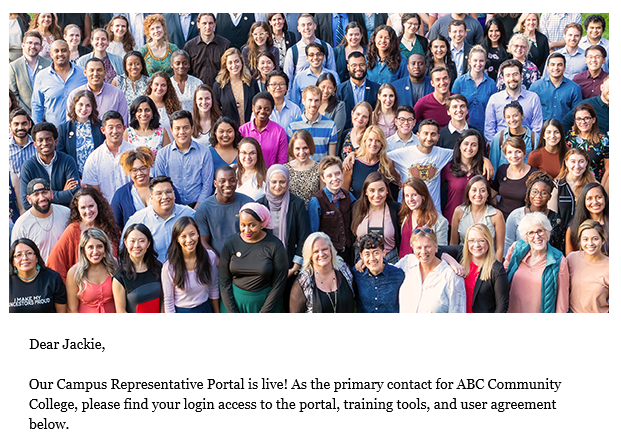 I MAKE MY
ANCESTORS PROUD
Dear Jackie,
Our Campus Representative Portal is live! As the primary contact for ABC Community
College, please find your login access to the portal, training tools, and user agreement
below.